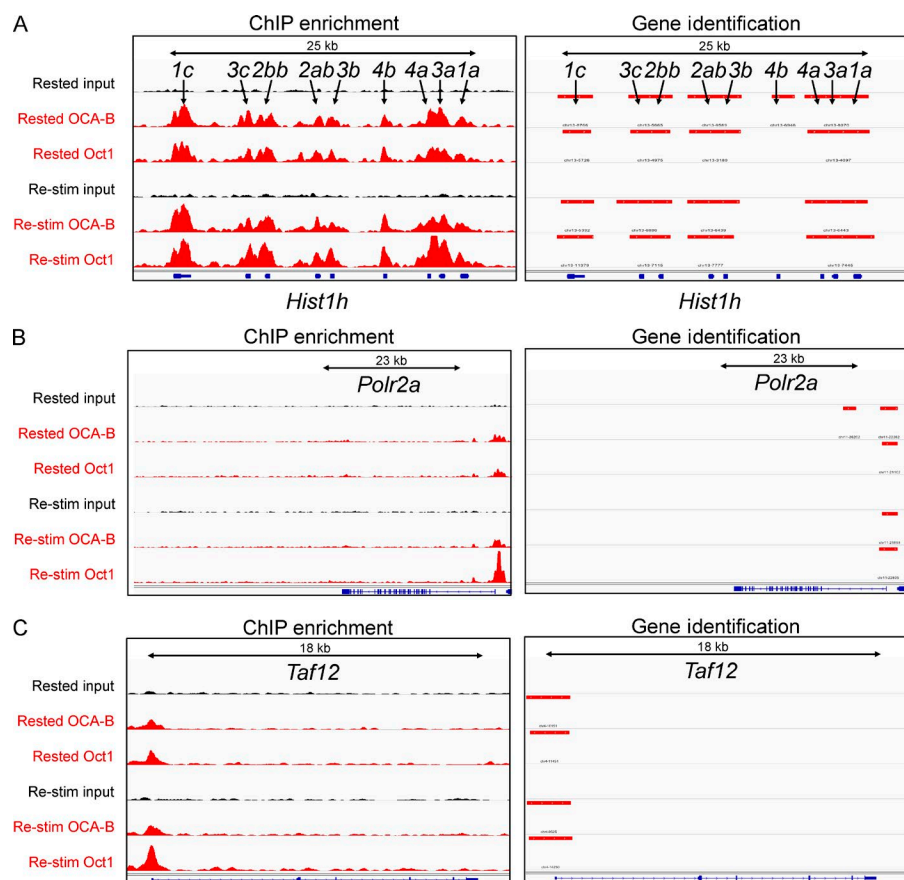 A
ChIP enrichment
Gene identification
25 kb
25 kb
1c 3c 2bb 2ab 3b 4b 4a 3a 1a
1c 3c 2bb 2ab 3b 4b 4a 3a 1a
Rested input
Rested OCA-B
Rested Oct1
Re-stim input
Re-stim OCA-B
Re-stim Oct1
Hist1h
Hist1h
B
ChIP enrichment
Gene identification
23 kb
23 kb
Polr2a
Polr2a
Rested input
Rested OCA-B
Rested Oct1
Re-stim input
Re-stim OCA-B
Re-stim Oct1
C
ChIP enrichment
Gene identification
18 kb
18 kb
Taf12
Taf12
Rested input
Rested OCA-B
Rested Oct1
Re-stim input
Re-stim OCA-B
Re-stim Oct1